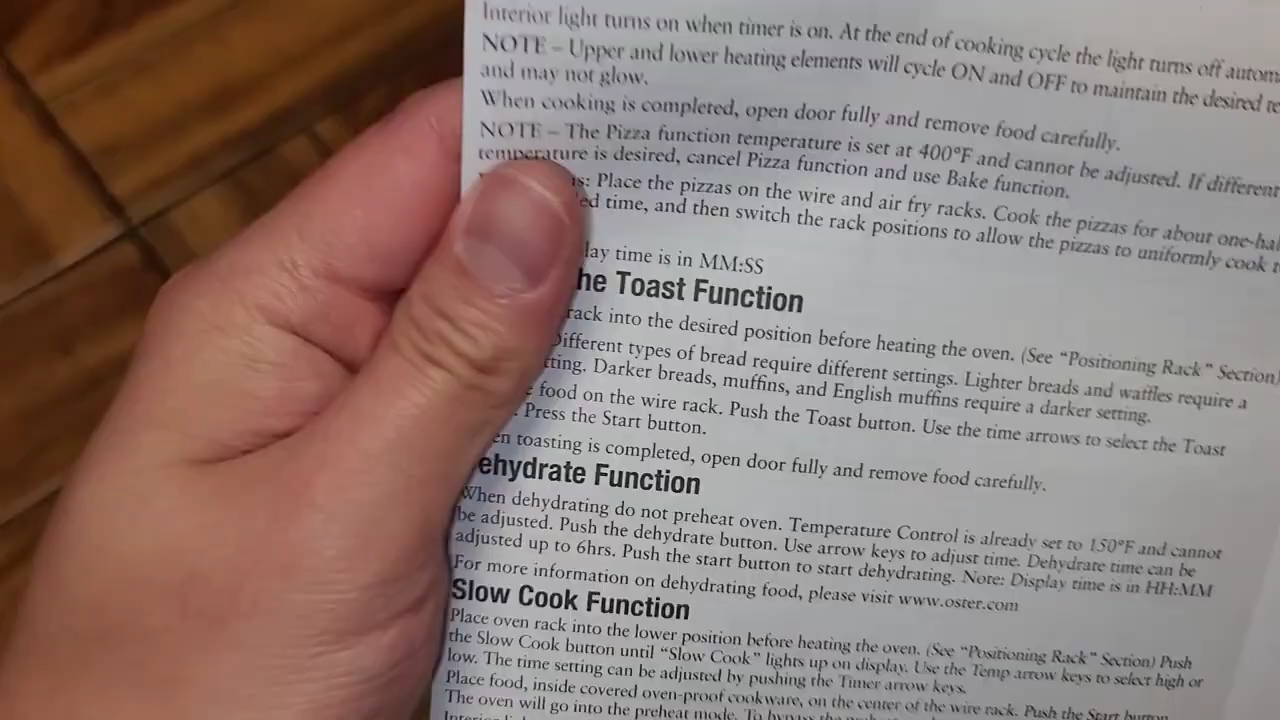 Interior light turns on when timer is on. At the end of cooking cycle the light turns off
NOTE – Upper and lower heating elements will cycle ON and OFF to maintain the desired
and may not glow.
When cooking is completed, open door fully and remove food carefully.
NOTE – The Pizza function temperature is set at 400°F and cannot be adjusted. If different
temperature is desired, cancel Pizza function and use Bake function.
Place the pizzas on the wire and air fry racks. Cook the pizzas for about
time, and then switch the rack positions to allow the pizzas to uniformly cook
time is in MM:SS
Toast Function
rack into the desired position before heating the oven. (See “Positioning Rack” Section)
Different types of bread require different settings. Lighter breads and waffles require a
Darker breads, muffins, and English muffins require a darker setting.
food on the wire rack. Push the Toast button. Use the time arrows to select the Toast
Press the Start button.
toasting is completed, open door fully and remove food carefully.
ehydrate Function
When dehydrating do not preheat oven. Temperature Control is already set to 150°F and cannot
be adjusted. Push the dehydrate button. Use arrow keys to adjust time. Dehydrate time can be
adjusted up to 6hrs. Push the start button to start dehydrating. Note: Display time is in HH:MM
For more information on dehydrating food, please visit www.oster.com
Slow Cook Function
Place oven rack into the lower position before heating the oven. (See “Positioning Rack” Section) Push
the Slow Cook button until “Slow Cook” lights up on display. Use the Temp arrow keys to select high or
low. The time setting can be adjusted by pushing the Timer arrow keys.
Place food, inside covered oven-proof cookware, on the center of the wire rack. Push the Start button
The oven will go into the preheat mode. To bypass the